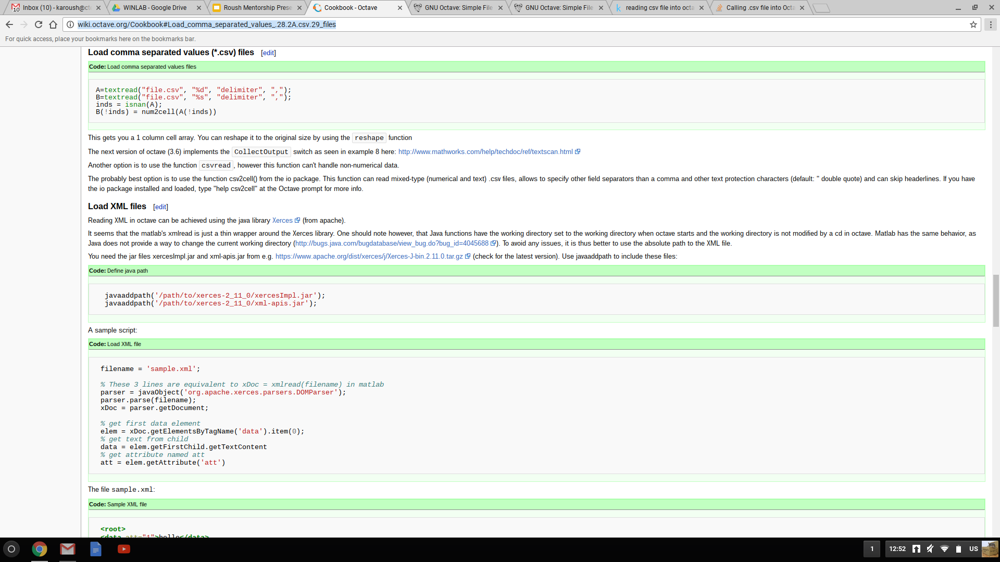 Inbox (10) - karoush@ct
WINLAB - Google Drive
Roush Mentorship Prese
Cookbook - Octave
GNU Octave: Simple File
GNU Octave: Simple File
reading csv file into octa
Calling .csv file into Octa
wiki.octave.org/Cookbook#Load_comma_separated_values_.28.2A.csv.29_files
For quick access, place your bookmarks here on the bookmarks bar.
Load comma separated values (*.csv) files [edit]
Code: Load comma separated values files
A=textread("file.csv", "%d", "delimiter", ",");
B=textread("file.csv", "%s", "delimiter", ",");
inds = isnan(A);
B(!inds) = num2cell(A(!inds))
This gets you a 1 column cell array. You can reshape it to the original size by using the reshape function
The next version of octave (3.6) implements the CollectOutput switch as seen in example 8 here: http://www.mathworks.com/help/techdoc/ref/textscan.html
Another option is to use the function csvread, however this function can't handle non-numerical data.
The probably best option is to use the function csv2cell() from the io package. This function can read mixed-type (numerical and text) .csv files, allows to specify other field separators than a comma and other text protection characters (default: " double quote) and can skip headerlines. If you have
the io package installed and loaded, type "help csv2cell" at the Octave prompt for more info.
Load XML files [edit]
Reading XML in octave can be achieved using the java library Xerces (from apache).
It seems that the matlab's xmlread is just a thin wrapper around the Xerces library. One should note however, that Java functions have the working directory set to the working directory when octave starts and the working directory is not modified by a cd in octave. Matlab has the same behavior, as
Java does not provide a way to change the current working directory (http://bugs.java.com/bugdatabase/view_bug.do?bug_id=4045688). To avoid any issues, it is thus better to use the absolute path to the XML file.
You need the jar files xercesImpl.jar and xml-apis.jar from e.g. https://www.apache.org/dist/xerces/j/Xerces-J-bin.2.11.0.tar.gz (check for the latest version). Use javaaddpath to include these files:
Code: Define java path
javaaddpath('/path/to/xerces-2_11_0/xercesImpl.jar');
javaaddpath('/path/to/xerces-2_11_0/xml-apis.jar');
A sample script:
Code: Load XML file
filename = 'sample.xml';
% These 3 lines are equivalent to xDoc = xmlread(filename) in matlab
parser = javaObject('org.apache.xerces.parsers.DOMParser');
parser.parse(filename);
xDoc = parser.getDocument;
% get first data element
elem = xDoc.getElementsByTagName('data').item(0);
% get text from child
data = elem.getFirstChild.getTextContent
% get attribute named att
att = elem.getAttribute('att')
The file sample.xml:
Code: Sample XML file
<root>
<data att="1">hello</data>
1
12:52
US